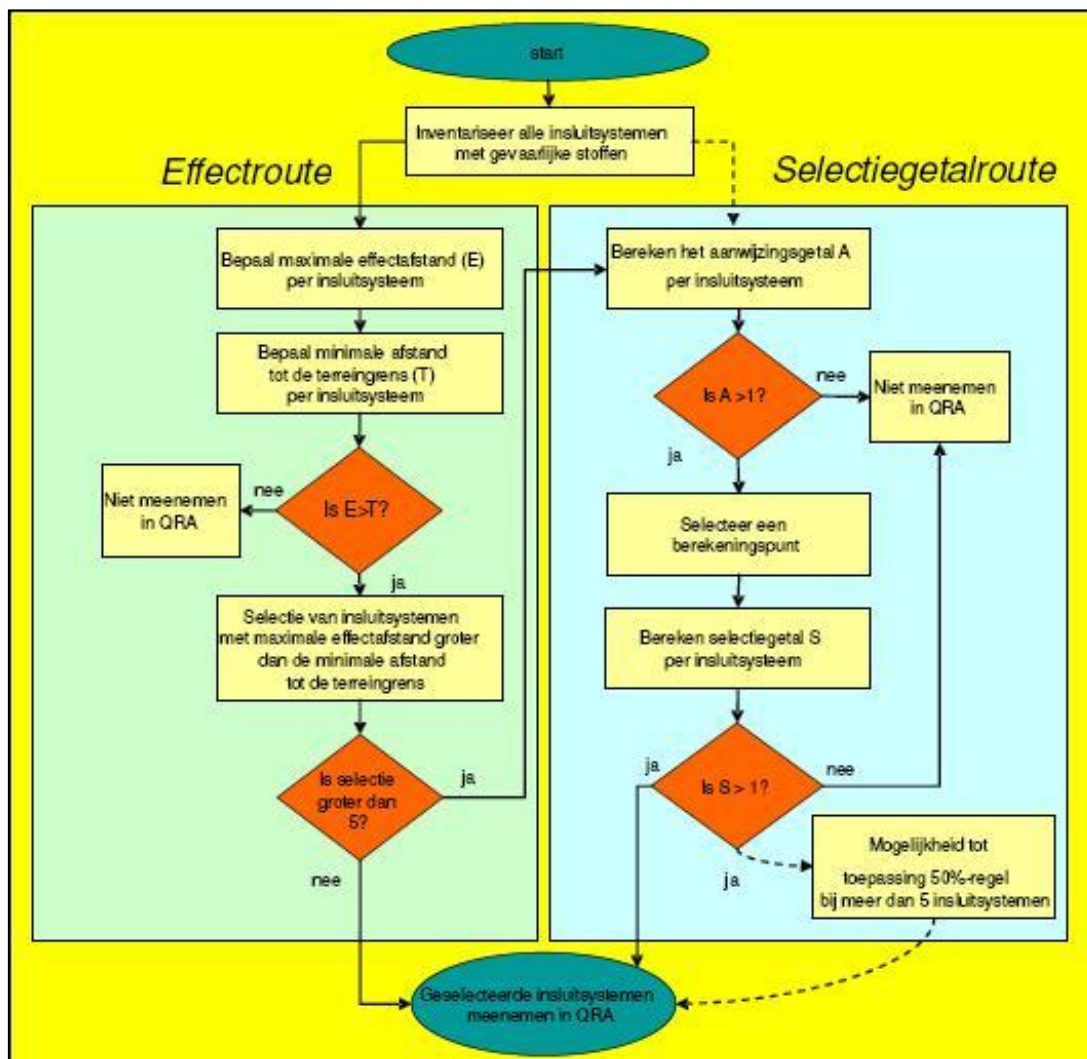 start
Inventariseer alle insluitsystemen
met gevaarlijke stoffen
Effectroute
Bepaal maximale effectafstand (E)
per insluitsysteem
Bepaal minimale afstand
tot de terreingrens (T)
per insluitsysteem
Is E>T?
nee
Niet meenemen
in QRA
ja
Selectie van insluitsystemen
met maximale effectafstand groter
dan de minimale afstand
tot de terreingrens
Is selectie
groter dan
5?
ja
nee
Selectiegetalroute
Bereken het aanwijzingsgetal A
per insluitsysteem
Is A >1?
nee
Niet meenemen
in QRA
ja
Selecteer een
berekeningspunt
Bereken selectiegetal S
per insluitsysteem
ja
Is S > 1?
nee
ja
Mogelijkheid tot
toepassing 50%-regel
bij meer dan 5 insluitsystemen
Geselecteerde insluitsystemen
meenemen in QRA